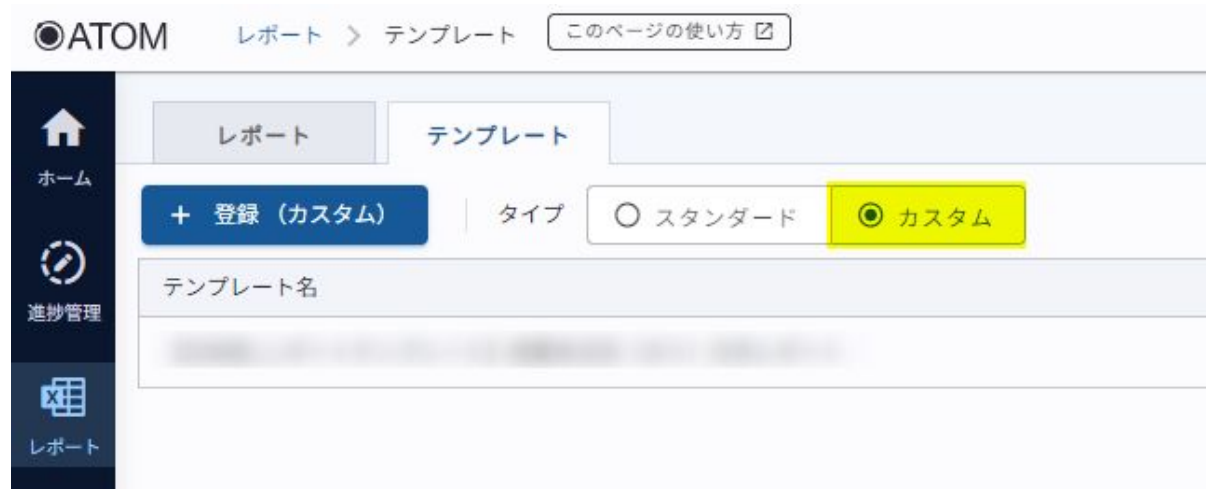 ATOM レポート > テンプレート このページの使い方
レポート テンプレート
ホーム
+ 登録（カスタム） タイプ スタンダード カスタム
テンプレート名
進捗管理
レポート